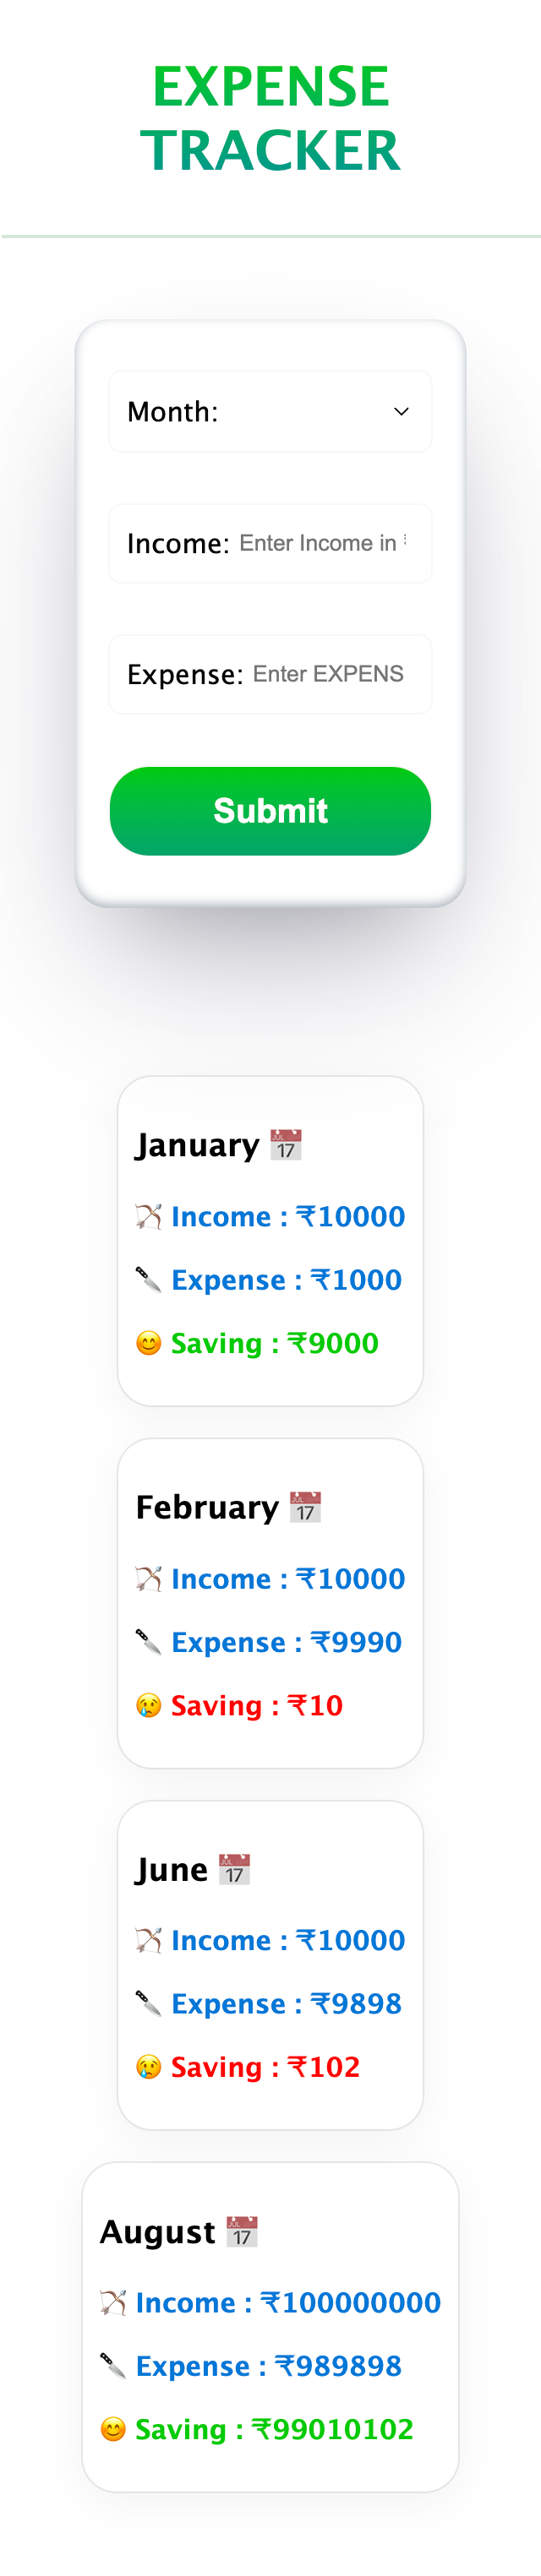 EXPENSE
TRACKER
Month:
Income: Enter Income in
Expense: Enter EXPENS
Submit
January 📅
🏹 Income : ₹10000
🔪 Expense : ₹1000
😊 Saving : ₹9000
February 📅
🏹 Income : ₹10000
🔪 Expense : ₹9990
😢 Saving : ₹10
June 📅
🏹 Income : ₹10000
🔪 Expense : ₹9898
😢 Saving : ₹102
August 📅
🏹 Income : ₹100000000
🔪 Expense : ₹989898
😊 Saving : ₹99010102